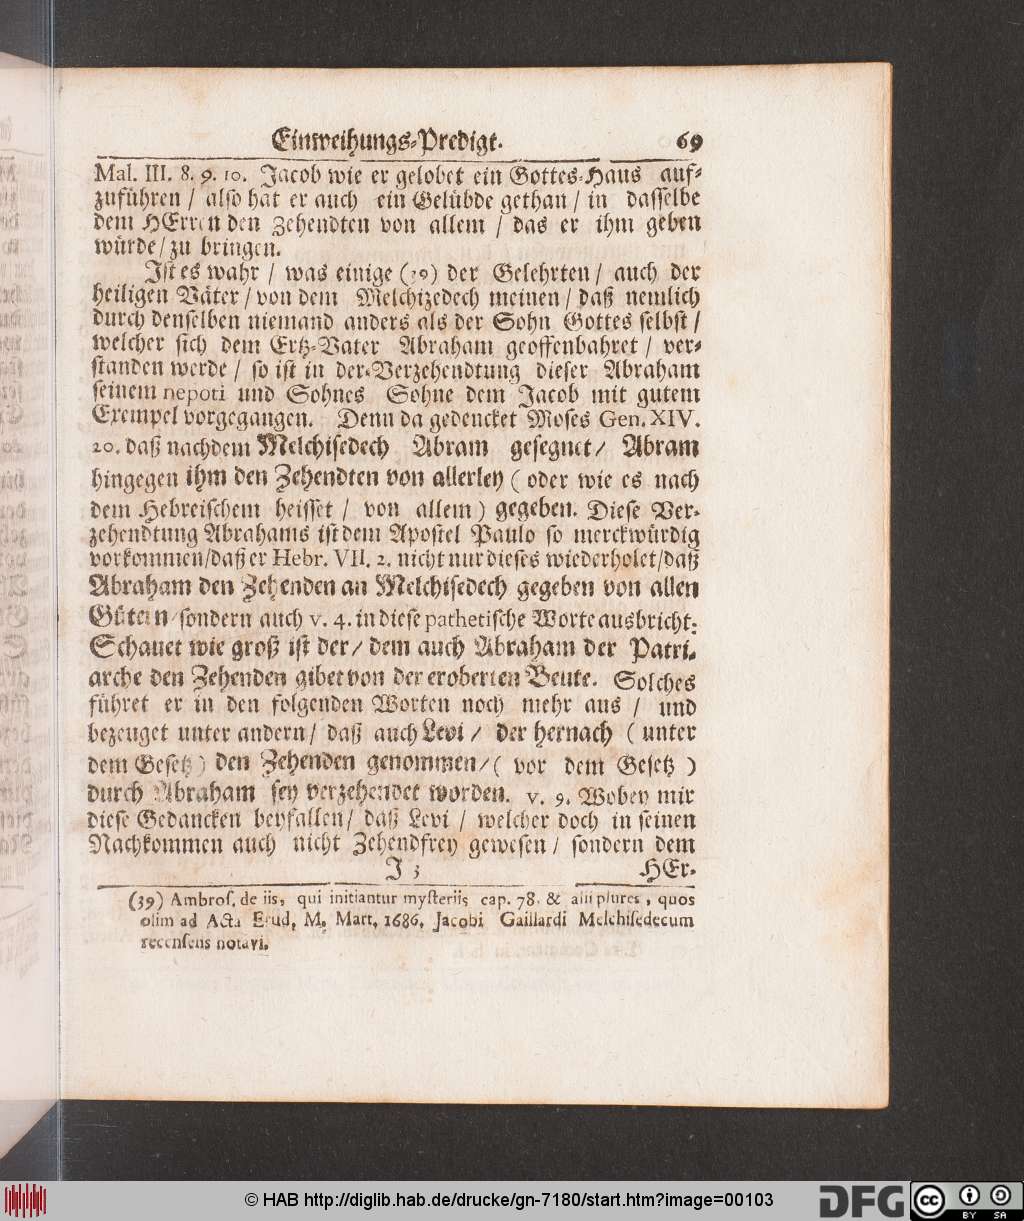 Einweihungs-Predigt. 69
Mal. III. 8. 9. 10. Jacob wie er gelobet ein Gottes-Haus auf-
zuführen / also hat er auch ein Gelübde gethan / in dasselbe
dem HErren den Zehendten von allem / das er ihm geben
würde / zu bringen.
Ist es wahr / was einige (39) der Gelehrten / auch der
heiligen Väter / von dem Melchizedech meinen / daß nemlich
durch denselben niemand anders als der Sohn Gottes selbst /
welcher sich dem Ertz-Vater Abraham geoffenbahret / ver-
standen werde / so ist in der-Verzehendtung dieser Abraham
seinem nepoti und Sohnes Sohne dem Jacob mit gutem
Exempel vorgegangen. Denn da gedencket Moses Gen. XIV.
20. daß nachdem Melchisedech Abram gesegnet / Abram
hingegen ihm den Zehendten von allerley ( oder wie es nach
dem Hebreischem heisset / von allem ) gegeben. Diese Ver-
zehendtung Abrahams ist dem Apostel Paulo so merckwürdig
vorkommen / daß er Hebr. VII. 2. nicht nur dieses wiederholet / daß
Abraham den Zehenden an Melchisedech gegeben von allen
Gütern / sondern auch v. 4. in diese pathetische Worte ausbricht:
Schauet wie groß ist der / dem auch Abraham der Patri-
arche den Zehenden gibet von der eroberten Beute. Solches
führet er in den folgenden Worten noch mehr aus / und
bezeuget unter andern / daß auch Levi / der hernach ( unter
dem Gesetz ) den Zehenden genommen / ( vor dem Gesetz )
durch Abraham sey verzehendet worden. v. 9. Wobey mir
diese Gedancken beyfallen / daß Levi / welcher doch in seinen
Nachkommen auch nicht Zehendfrey gewesen / sondern dem
J 3 HEr-
(39) Ambros. de iis, qui initiantur mysteriis cap. 78. & alii plures, quos
olim ad Acta Erud. M. Mart. 1686. Jacobi Gaillardi Melchisedecum
recensens notavi.
© HAB http://diglib.hab.de/drucke/gn-7180/start.htm?image=00103
DFG
cc BY SA